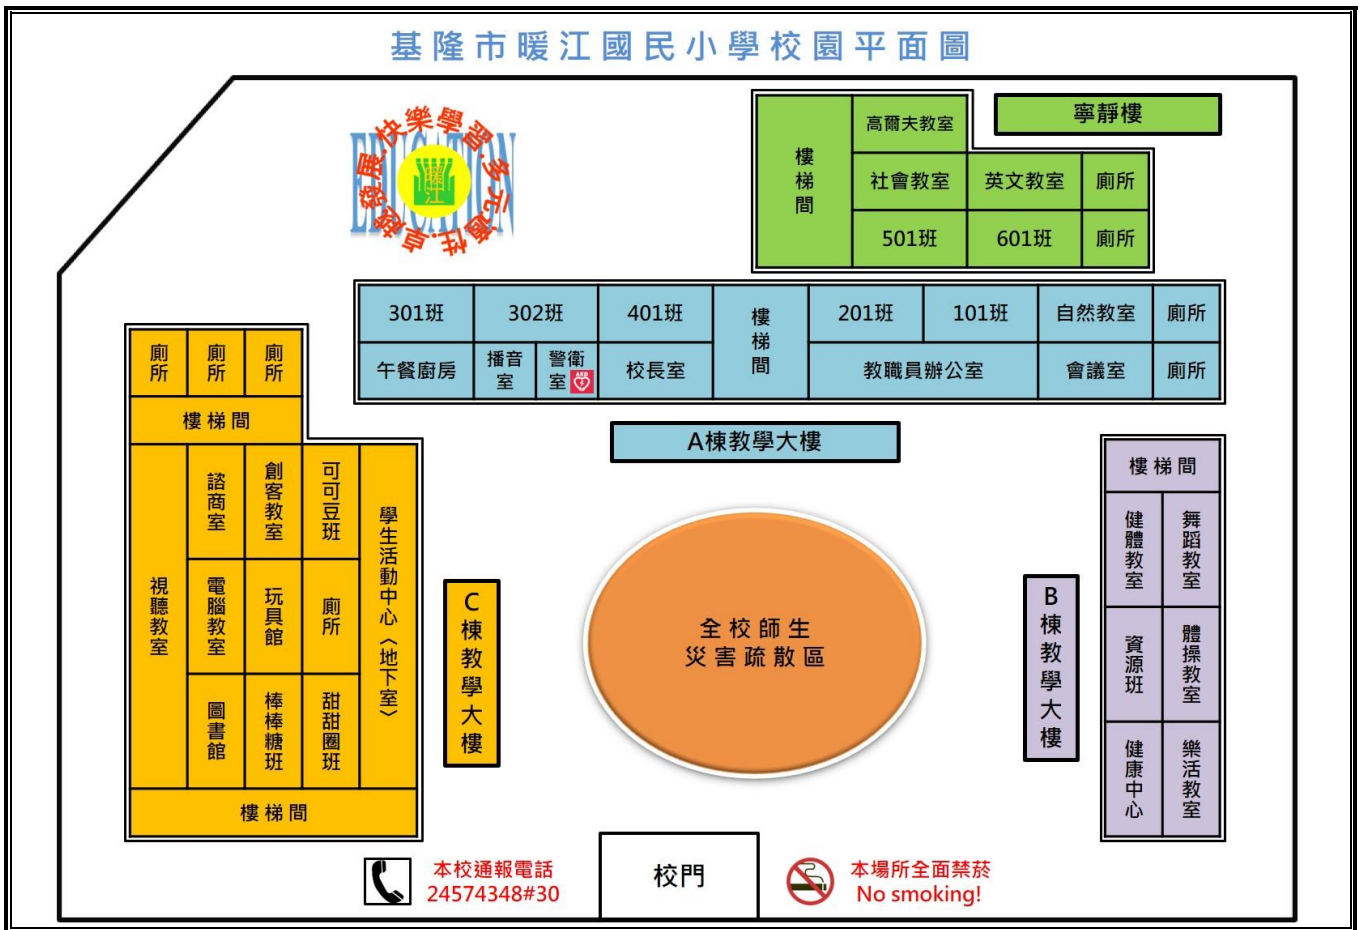 基隆市暖江國民小學校園平面圖
卓越發展.快樂學習.多元適性
EDUCATION
暖江
寧靜樓
樓梯間
高爾夫教室
社會教室
英文教室
廁所
501班
601班
廁所
301班
302班
401班
樓梯間
201班
101班
自然教室
廁所
午餐廚房
播音
室
警衛
室
AED
校長室
教職員辦公室
會議室
廁所
A棟教學大樓
廁所
廁所
廁所
樓梯間
視聽教室
諮商室
創客教室
可可豆班
學生活動中心〈地下室〉
電腦教室
玩具館
廁所
圖書館
棒棒糖班
甜甜圈班
樓梯間
C棟教學大樓
全校師生
災害疏散區
B棟教學大樓
樓梯間
健體教室
舞蹈教室
資源班
體操教室
健康中心
樂活教室
本校通報電話
24574348#30
校門
本場所全面禁菸
No smoking!